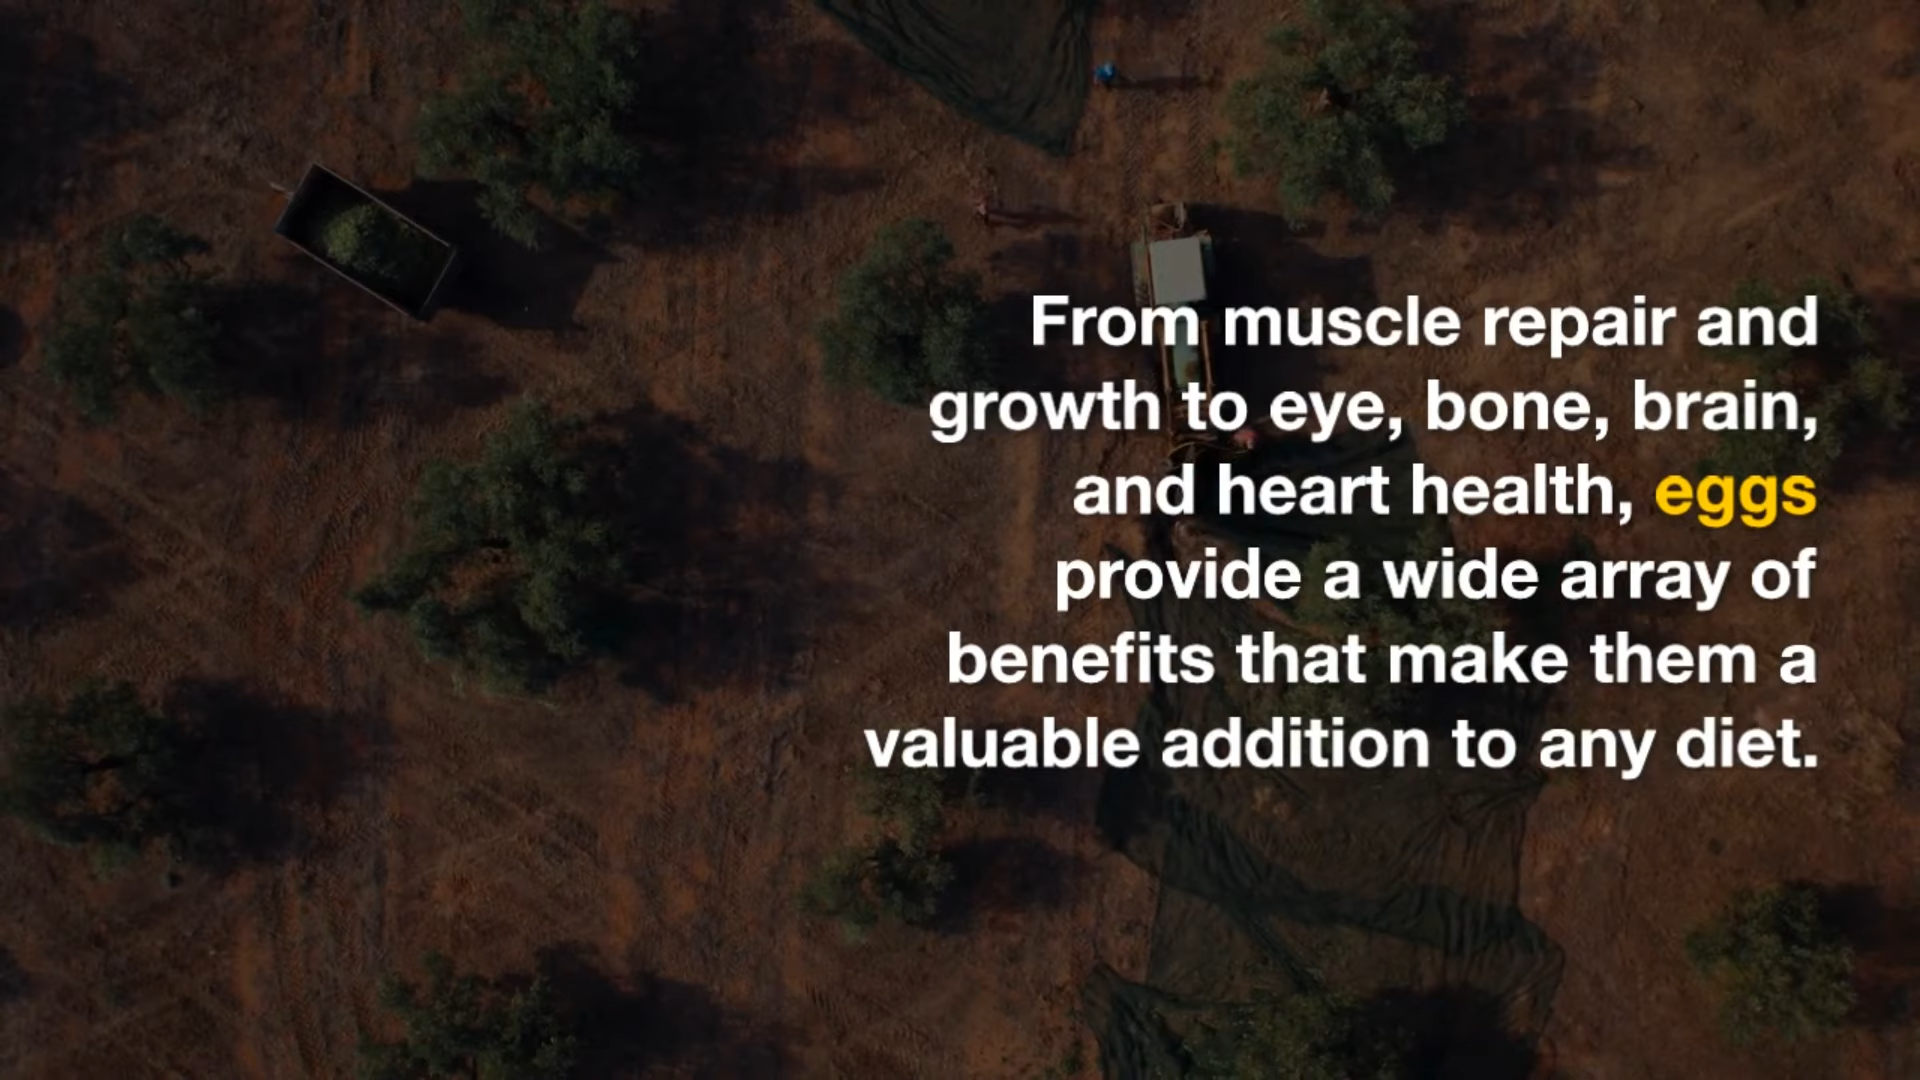 From muscle repair and
growth to eye, bone, brain,
and heart health, eggs
provide a wide array of
benefits that make them a
valuable addition to any diet.